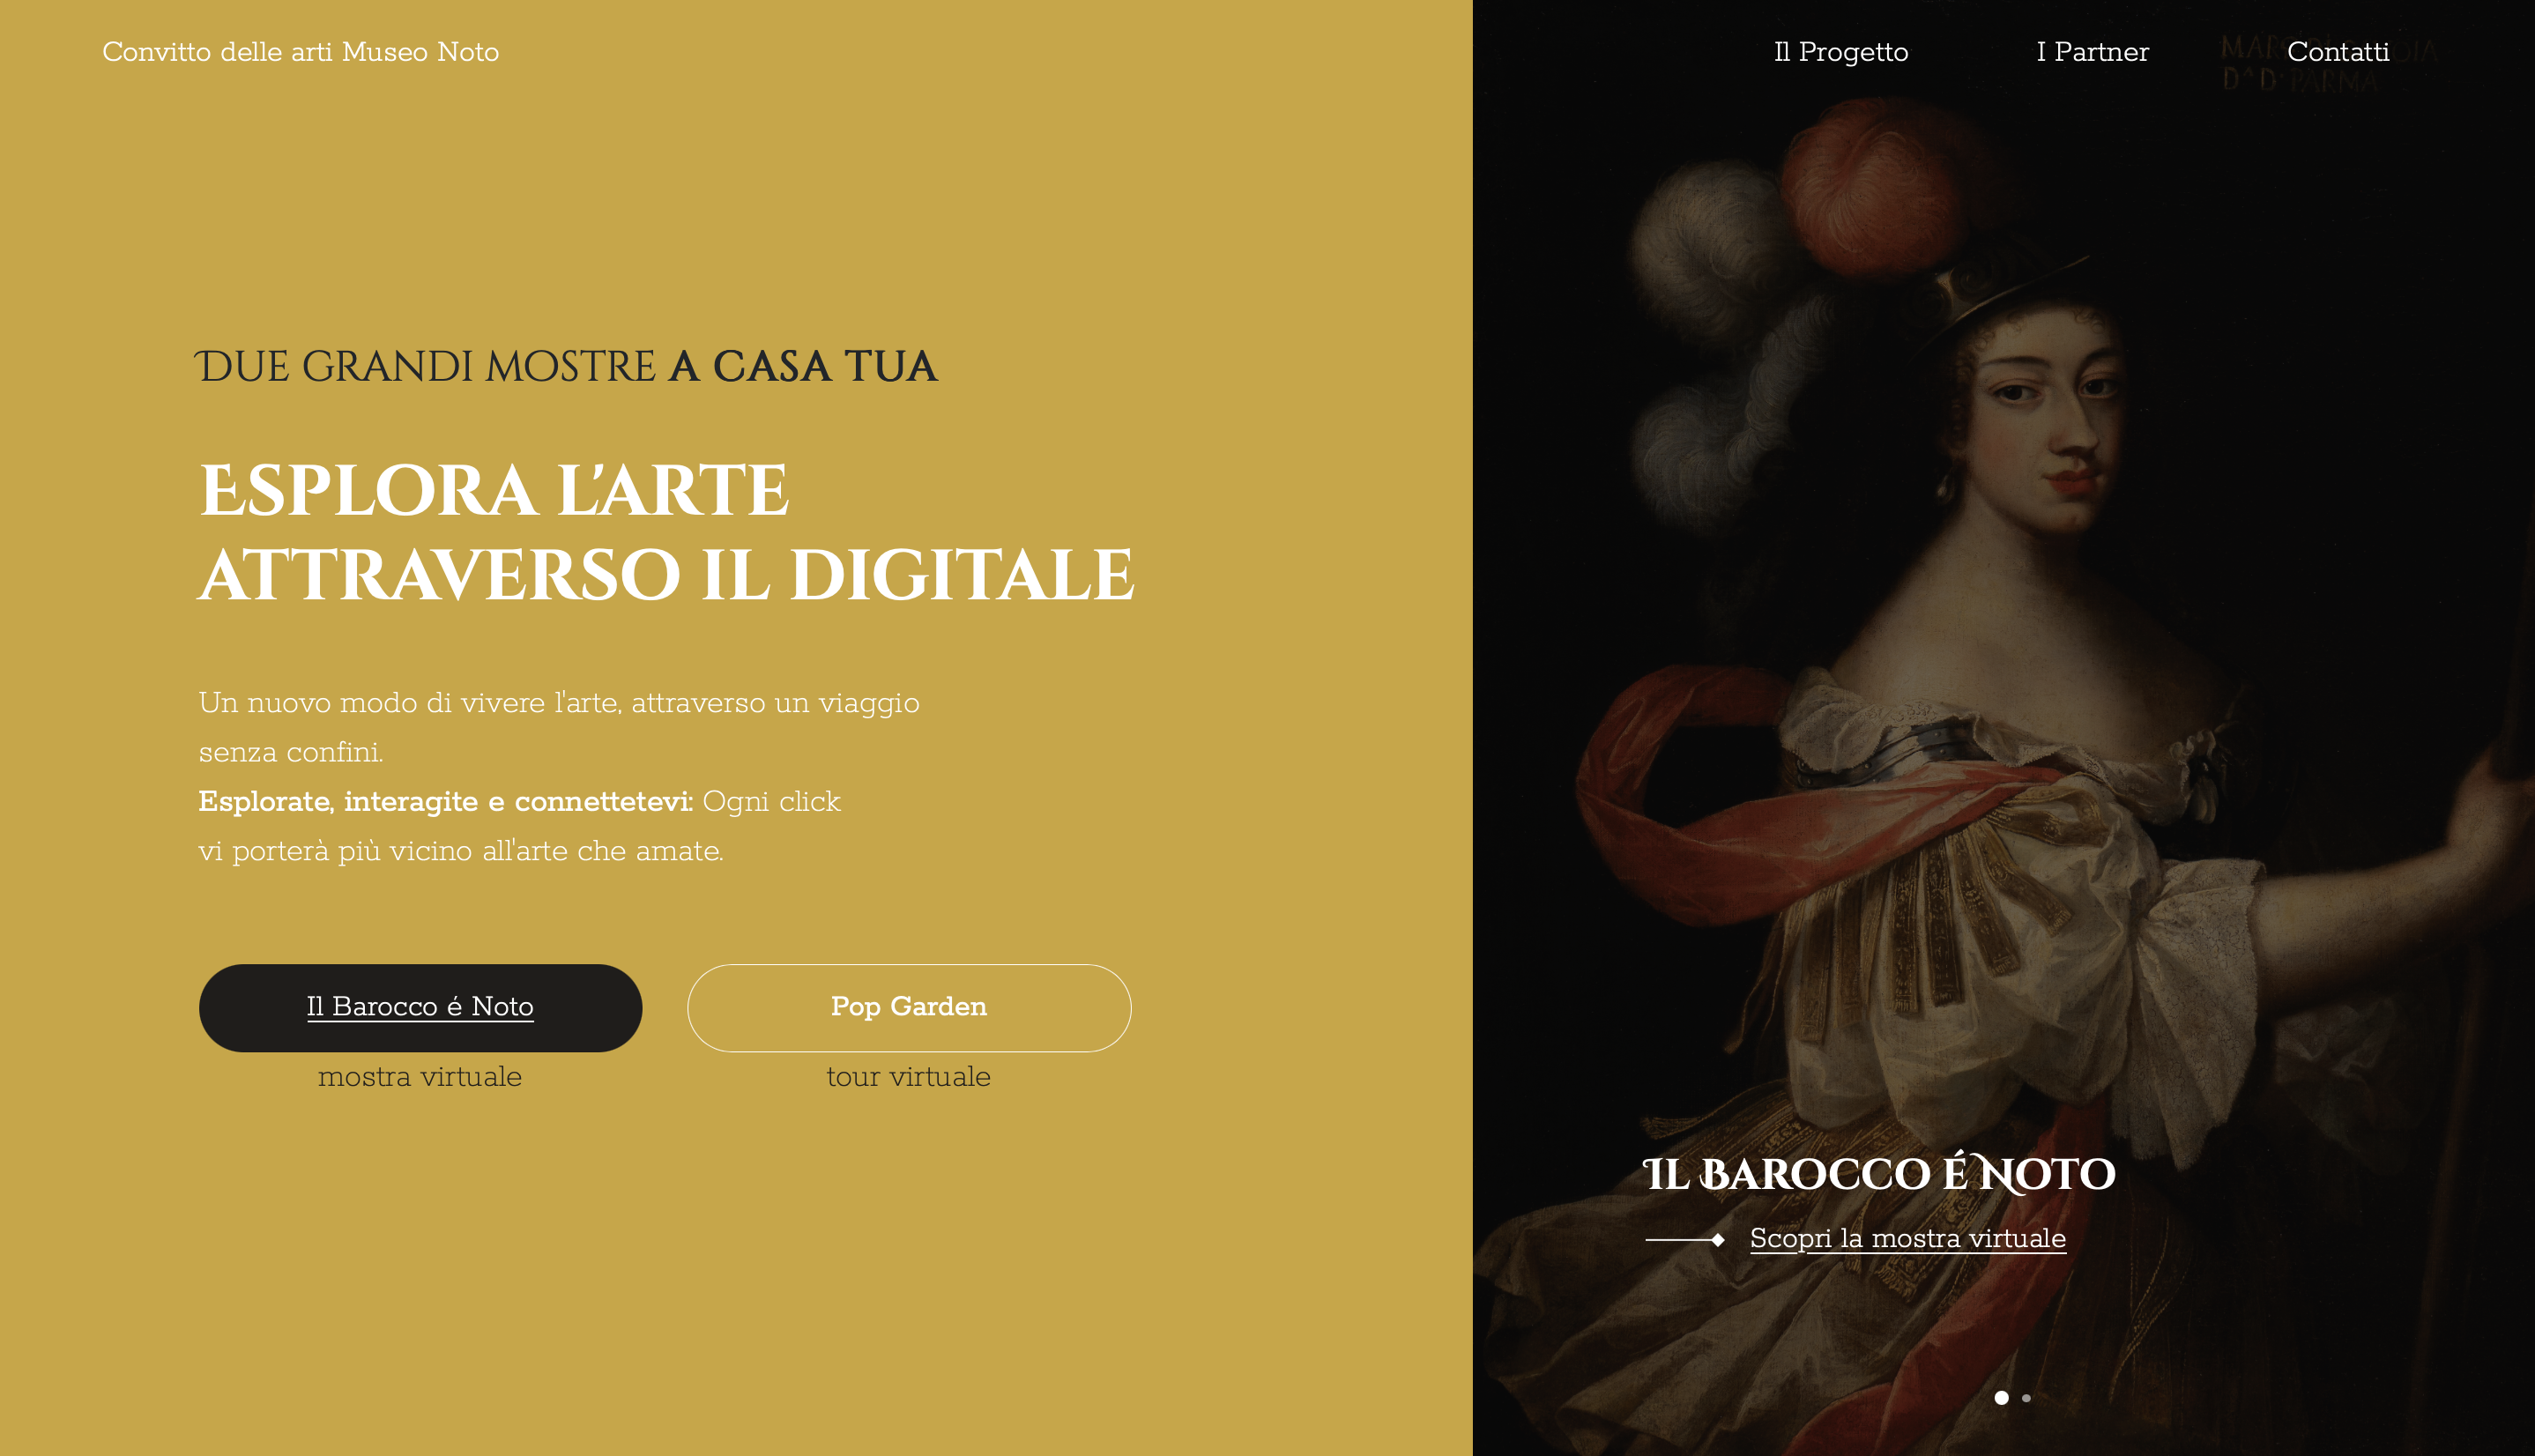 Convitto delle arti Museo Noto
Il Progetto
I Partner
Contatti
D^D·PARMA
Due grandi mostre a casa tua
Esplora l'arte
attraverso il digitale
Un nuovo modo di vivere l'arte, attraverso un viaggio
senza confini.
Esplorate, interagite e connettetevi: Ogni click
vi porterà più vicino all'arte che amate.
Il Barocco é Noto
Pop Garden
mostra virtuale
tour virtuale
Il Barocco é Noto
Scopri la mostra virtuale